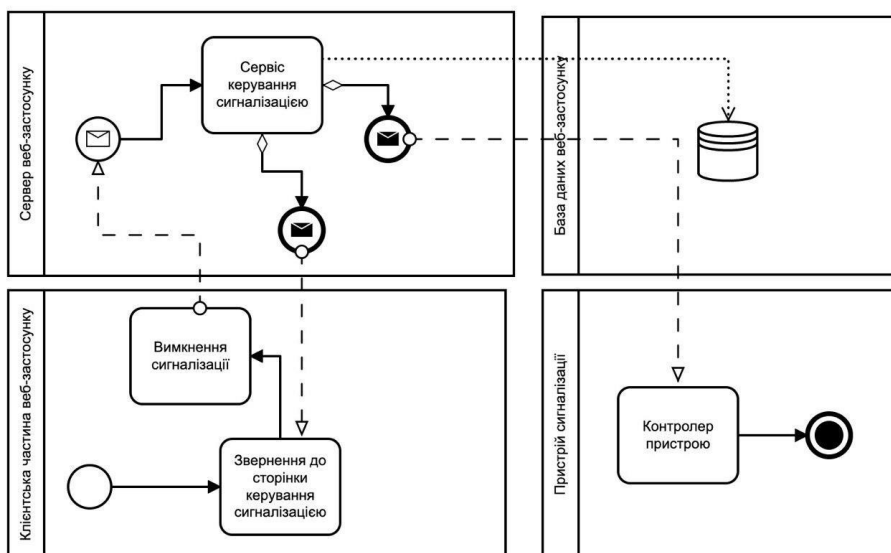 Сервер веб-застосунку
Сервіс
керування
сигналізацією
База даних веб-застосунку
Клієнтська частина веб-застосунку
Вимкнення
сигналізації
Звернення до
сторінки
керування
сигналізацією
Пристрій сигналізації
Контролер
пристрою